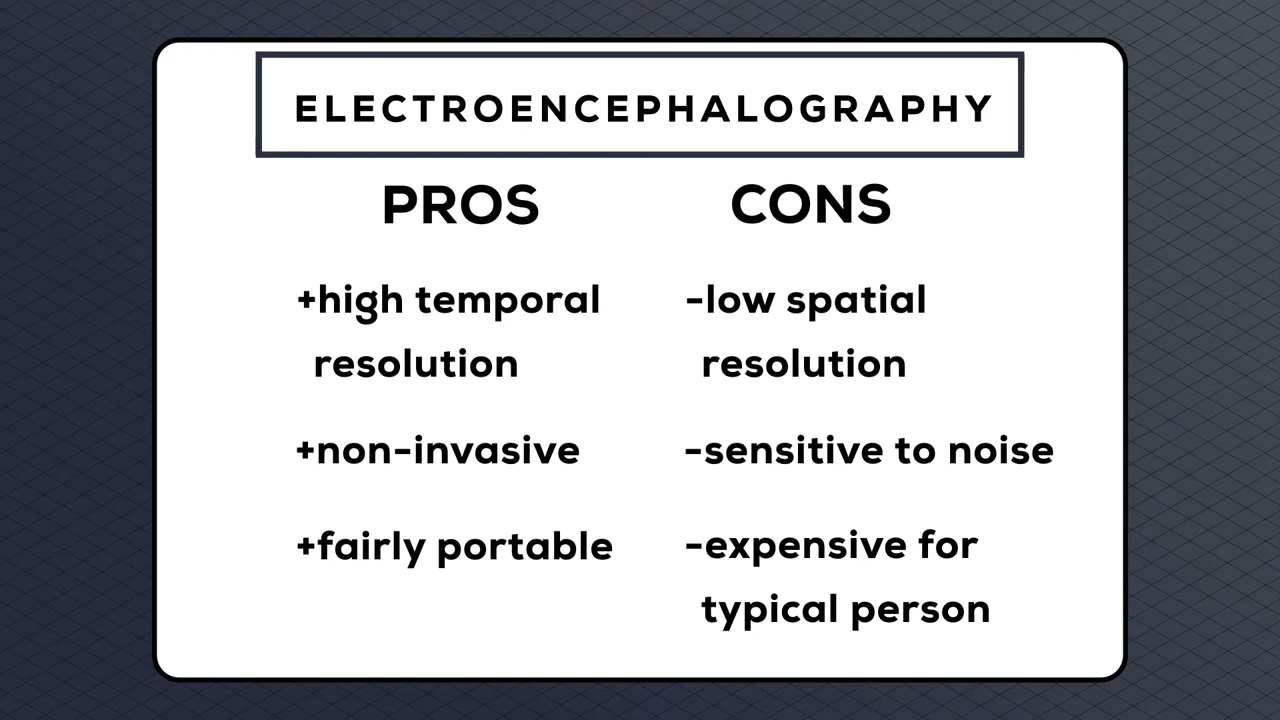 ELECTROENCEPHALOGRAPHY
PROS
+high temporal
resolution
+non-invasive
+fairly portable
CONS
-low spatial
resolution
-sensitive to noise
-expensive for
typical person